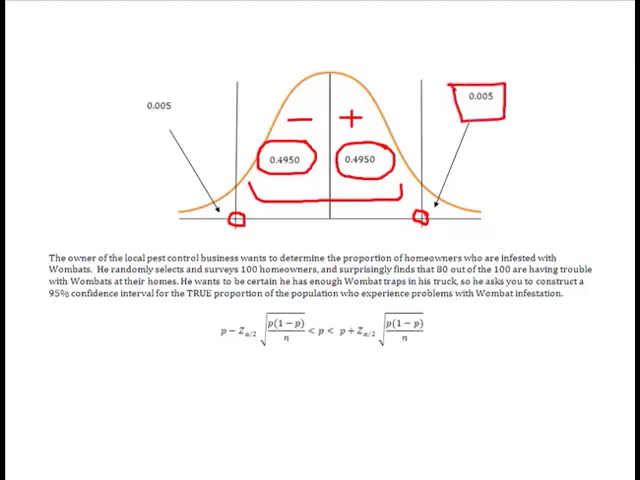 0.005
0.005
− +
0.4950 0.4950
The owner of the local pest control business wants to determine the proportion of homeowners who are infested with
Wombats. He randomly selects and surveys 100 homeowners, and surprisingly finds that 80 out of the 100 are having trouble
with Wombats at their homes. He wants to be certain he has enough Wombat traps in his truck, so he asks you to construct a
95% confidence interval for the TRUE proportion of the population who experience problems with Wombat infestation.
p − Z_{α/2} √(p(1−p)/n) < p < p + Z_{α/2} √(p(1−p)/n)